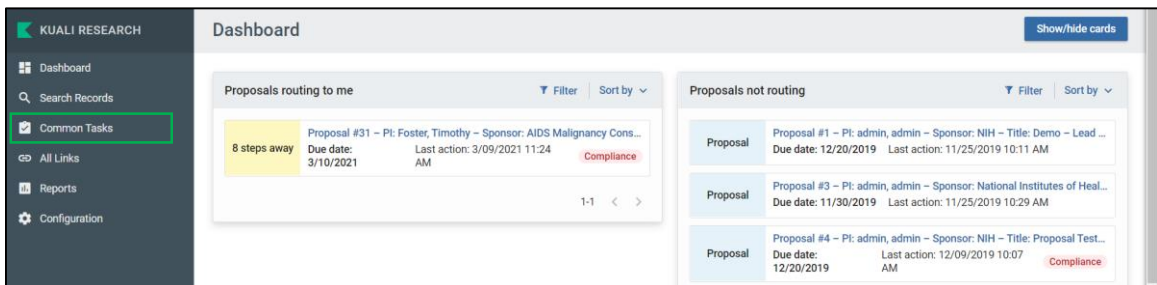 KUALI RESEARCH
Dashboard
Search Records
Common Tasks
All Links
Reports
Configuration
Dashboard
Show/hide cards
Proposals routing to me
Filter
Sort by
8 steps away
Proposal #31 – PI: Foster, Timothy – Sponsor: AIDS Malignancy Cons...
Due date: Last action: 3/09/2021 11:24
3/10/2021 AM
Compliance
1-1
Proposals not routing
Filter
Sort by
Proposal
Proposal #1 – PI: admin, admin – Sponsor: NIH – Title: Demo – Lead ...
Due date: 12/20/2019 Last action: 11/25/2019 10:11 AM
Proposal
Proposal #3 – PI: admin, admin – Sponsor: National Institutes of Heal...
Due date: 11/30/2019 Last action: 11/25/2019 10:29 AM
Proposal
Proposal #4 – PI: admin, admin – Sponsor: NIH – Title: Proposal Test...
Due date: Last action: 12/09/2019 10:07
12/20/2019 AM
Compliance